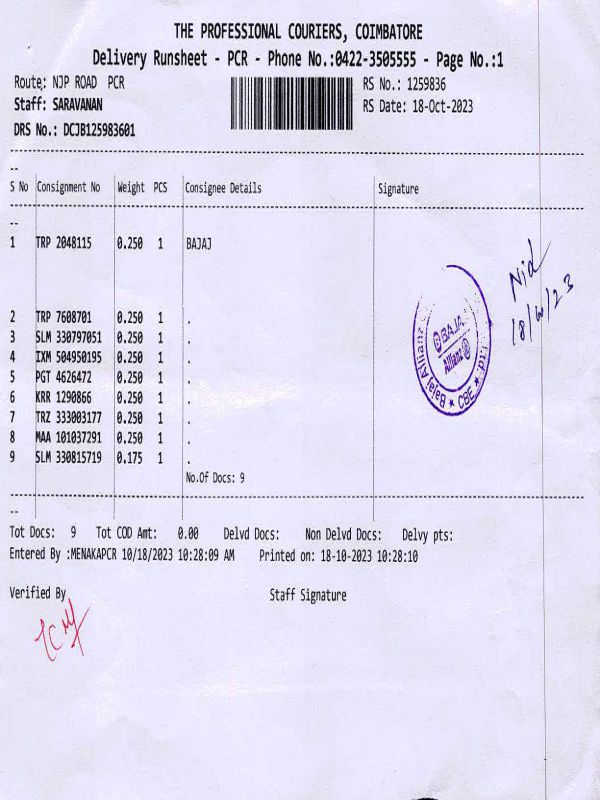 THE PROFESSIONAL COURIERS, COIMBATORE
Delivery Runsheet - PCR - Phone No.:0422-3505555 - Page No.:1
Route: NJP ROAD PCR
RS No.: 1259836
Staff: SARAVANAN
RS Date: 18-Oct-2023
DRS No.: DCJB125983601
--
S No Consignment No Weight PCS Consignee Details Signature
--
1 TRP 2048115 0.250 1 BAJAJ
2 TRP 7608701 0.250 1 .
3 SLM 330797051 0.250 1 .
4 IXM 504950195 0.250 1 .
5 PGT 4626472 0.250 1 .
6 KRR 1290866 0.250 1 .
7 TRZ 333003177 0.250 1 .
8 MAA 101037291 0.250 1 .
9 SLM 330815719 0.175 1 .
No.Of Docs: 9
BAJAJ
Allianz
Bajaj Allianz
Ltd.
★ CBE ★
--
Tot Docs: 9 Tot COD Amt: 0.00 Delvd Docs: Non Delvd Docs: Delvy pts:
Entered By :MENAKAPCR 10/18/2023 10:28:09 AM Printed on: 18-10-2023 10:28:10
Verified By Staff Signature